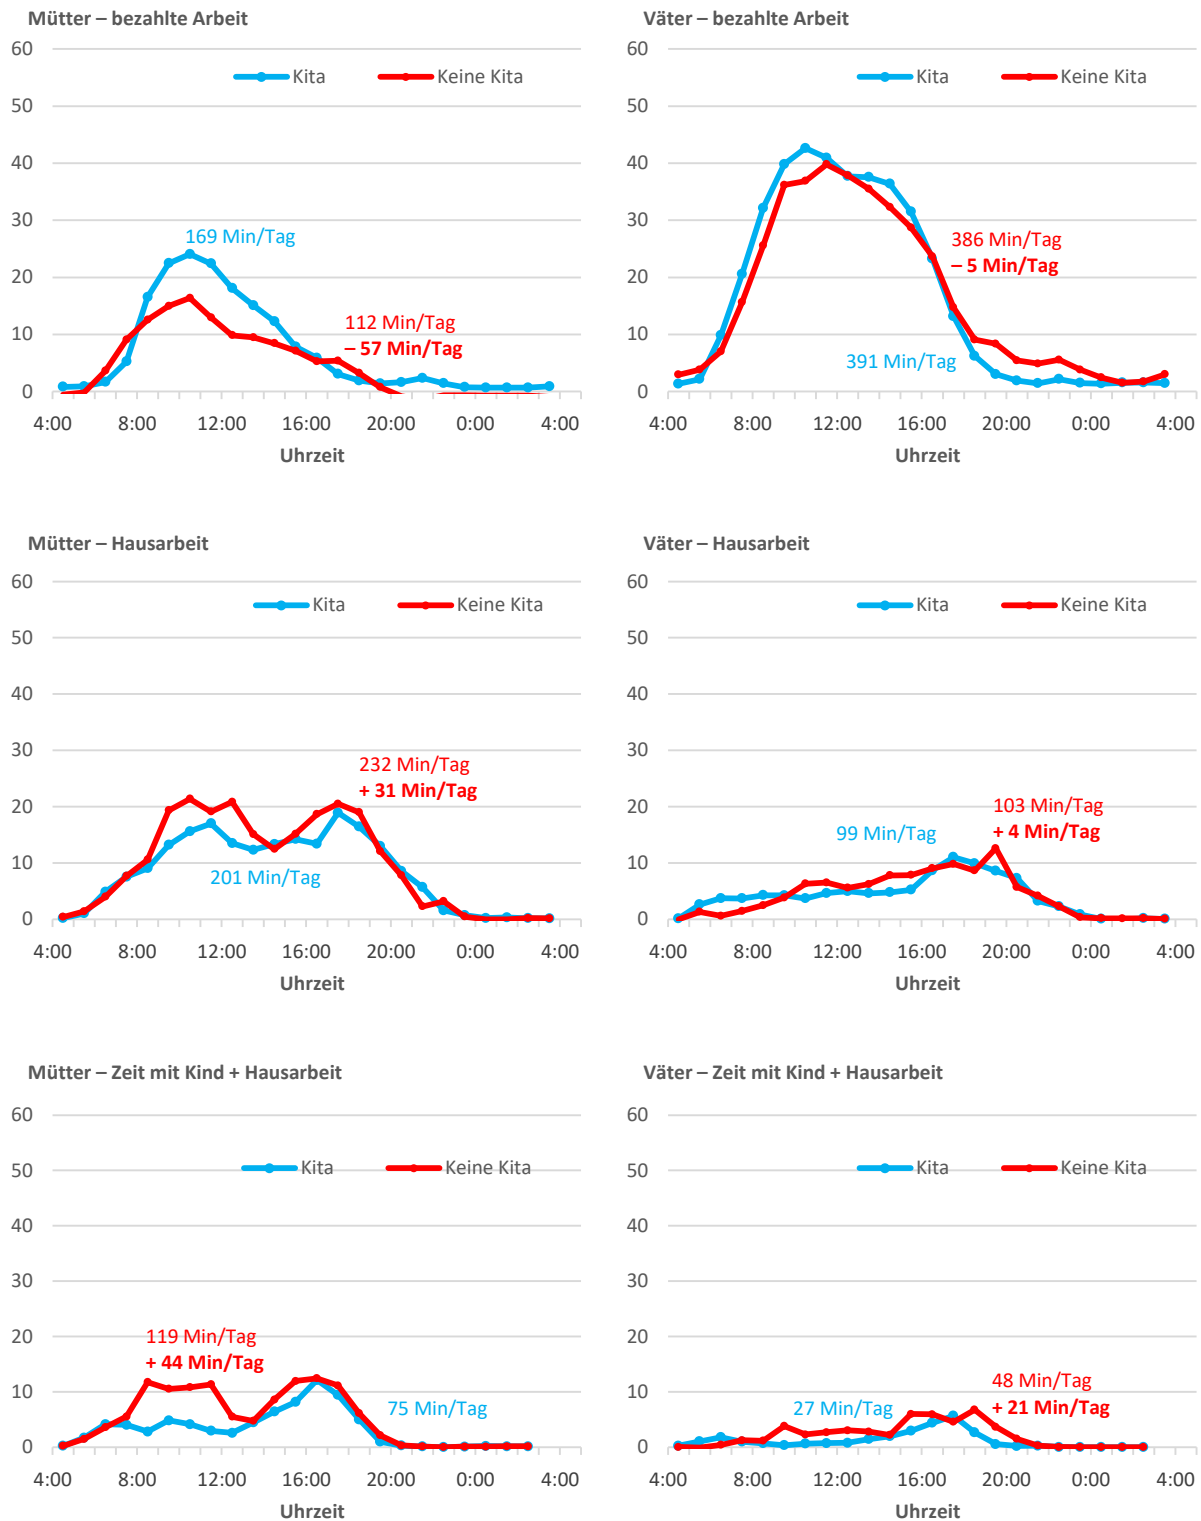 Mütter – bezahlte Arbeit
60
50
40
30
20
10
0
Kita
Keine Kita
169 Min/Tag
112 Min/Tag
– 57 Min/Tag
4:00 8:00 12:00 16:00 20:00 0:00 4:00
Uhrzeit
Väter – bezahlte Arbeit
60
50
40
30
20
10
0
Kita
Keine Kita
386 Min/Tag
– 5 Min/Tag
391 Min/Tag
4:00 8:00 12:00 16:00 20:00 0:00 4:00
Uhrzeit
Mütter – Hausarbeit
60
50
40
30
20
10
0
Kita
Keine Kita
232 Min/Tag
+ 31 Min/Tag
201 Min/Tag
4:00 8:00 12:00 16:00 20:00 0:00 4:00
Uhrzeit
Väter – Hausarbeit
60
50
40
30
20
10
0
Kita
Keine Kita
103 Min/Tag
+ 4 Min/Tag
99 Min/Tag
4:00 8:00 12:00 16:00 20:00 0:00 4:00
Uhrzeit
Mütter – Zeit mit Kind + Hausarbeit
60
50
40
30
20
10
0
Kita
Keine Kita
119 Min/Tag
+ 44 Min/Tag
75 Min/Tag
4:00 8:00 12:00 16:00 20:00 0:00 4:00
Uhrzeit
Väter – Zeit mit Kind + Hausarbeit
60
50
40
30
20
10
0
Kita
Keine Kita
48 Min/Tag
+ 21 Min/Tag
27 Min/Tag
4:00 8:00 12:00 16:00 20:00 0:00 4:00
Uhrzeit